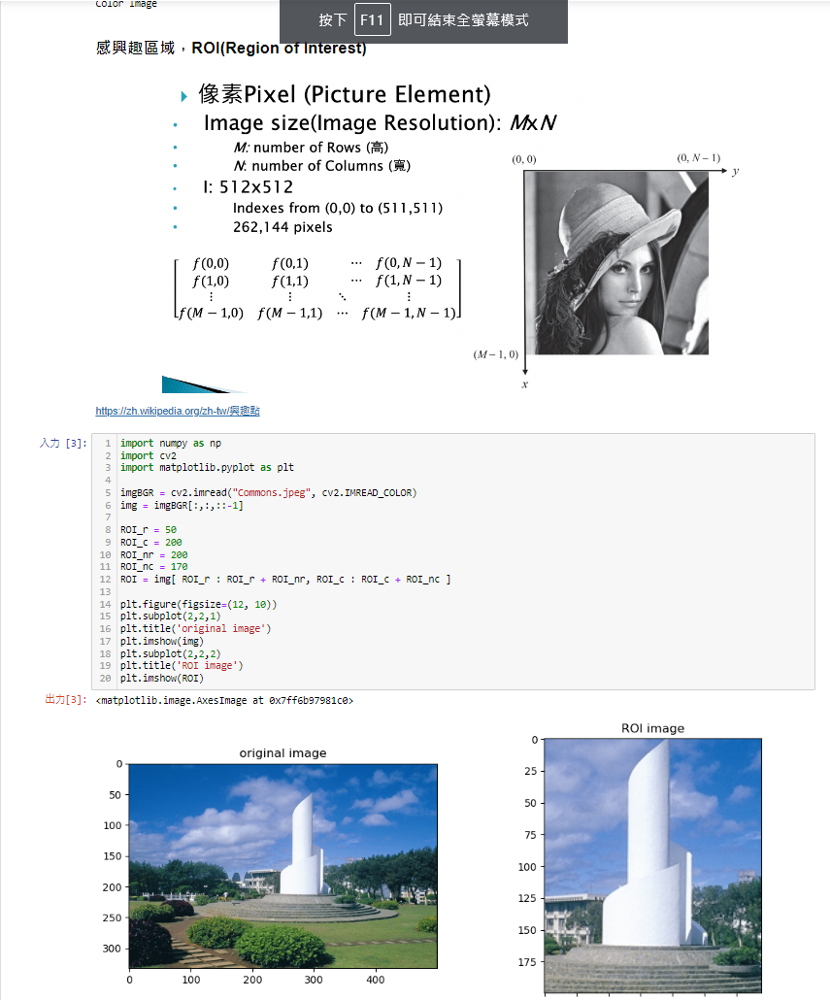 Color Image
按下 F11 即可結束全螢幕模式
感興趣區域，ROI(Region of Interest)
像素Pixel (Picture Element)
Image size(Image Resolution): MxN
M: number of Rows (高)
N: number of Columns (寬)
I: 512x512
Indexes from (0,0) to (511,511)
262,144 pixels
f(0,0) f(0,1) ⋯ f(0,N − 1)
f(1,0) f(1,1) ⋯ f(1,N − 1)
⋮ ⋮ ⋱ ⋮
f(M − 1,0) f(M − 1,1) ⋯ f(M − 1,N − 1)
(0, 0) (0, N − 1)
y
(M − 1, 0)
x
https://zh.wikipedia.org/zh-tw/興趣點
入力 [3]:
1 import numpy as np
2 import cv2
3 import matplotlib.pyplot as plt
4
5 imgBGR = cv2.imread("Commons.jpeg", cv2.IMREAD_COLOR)
6 img = imgBGR[:,:,::-1]
7
8 ROI_r = 50
9 ROI_c = 200
10 ROI_nr = 200
11 ROI_nc = 170
12 ROI = img[ ROI_r : ROI_r + ROI_nr, ROI_c : ROI_c + ROI_nc ]
13
14 plt.figure(figsize=(12, 10))
15 plt.subplot(2,2,1)
16 plt.title('original image')
17 plt.imshow(img)
18 plt.subplot(2,2,2)
19 plt.title('ROI image')
20 plt.imshow(ROI)
出力[3]: <matplotlib.image.AxesImage at 0x7ff6b97981c0>
original image
0
50
100
150
200
250
300
0 100 200 300 400
ROI image
0
25
50
75
100
125
150
175